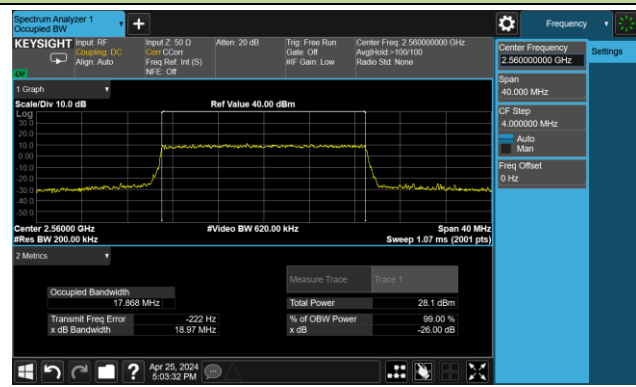 Spectrum Analyzer 1
Occupied BW
Frequency
KEYSIGHT
Input: RF
Coupling: DC
Align: Auto
Input Z: 50 Ω
Corr CCorr
Freq Ref: Int (S)
NFE: Off
Atten: 20 dB
Trig: Free Run
Gate: Off
#IF Gain: Low
Center Freq: 2.560000000 GHz
Avg|Hold:>100/100
Radio Std: None
LXI
Center Frequency
2.560000000 GHz
Settings
Span
40.000 MHz
CF Step
4.000000 MHz
Auto
Man
Freq Offset
0 Hz
1 Graph
Scale/Div 10.0 dB
Ref Value 40.00 dBm
Log
30.0
20.0
10.0
0.00
-10.0
-20.0
-30.0
-40.0
-50.0
Center 2.56000 GHz
#Video BW 620.00 kHz
Span 40 MHz
#Res BW 200.00 kHz
Sweep 1.07 ms (2001 pts)
2 Metrics
Measure Trace
Trace 1
Occupied Bandwidth
17.868 MHz
Total Power
28.1 dBm
Transmit Freq Error
-222 Hz
% of OBW Power
99.00 %
x dB Bandwidth
18.97 MHz
x dB
-26.00 dB
?
Apr 25, 2024
5:03:32 PM